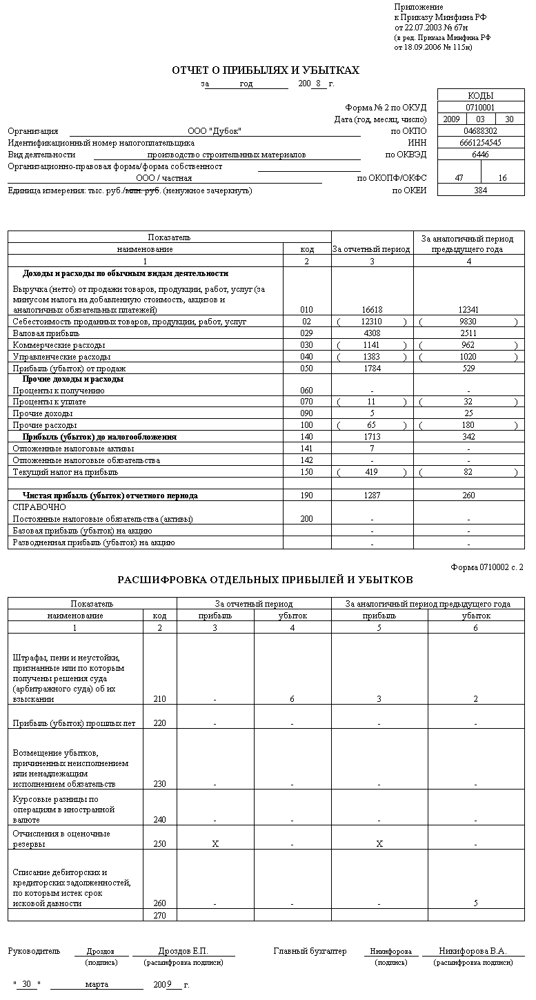 Приложение
к Приказу Минфина РФ
от 22.07.2003 № 67н
(в ред. Приказа Минфина РФ
от 18.09.2006 № 115н)
ОТЧЕТ О ПРИБЫЛЯХ И УБЫТКАХ
за год 200 8 г.
КОДЫ
Форма № 2 по ОКУД 0710001
Дата (год, месяц, число) 2009 03 30
Организация ООО "Дубок" по ОКПО 04688302
Идентификационный номер налогоплательщика ИНН 6661254545
Вид деятельности производство строительных материалов по ОКВЭД 6446
Организационно-правовая форма/форма собственност
ООО / частная по ОКОПФ/ОКФС 47 16
Единица измерения: тыс. руб./млн. руб. (ненужное зачеркнуть) по ОКЕИ 384
Показатель За отчетный период За аналогичный период предыдущего года
наименование код
1 2 3 4
Доходы и расходы по обычным видам деятельности
Выручка (нетто) от продажи товаров, продукции, работ, услуг (за
минусом налога на добавленную стоимость, акцизов и
аналогичных обязательных платежей) 010 16618 12341
Себестоимость проданных товаров, продукции, работ, услуг 02 ( 12310 ) ( 9830 )
Валовая прибыль 029 4308 2511
Коммерческие расходы 030 ( 1141 ) ( 962 )
Управленческие расходы 040 ( 1383 ) ( 1020 )
Прибыль (убыток) от продаж 050 1784 529
Прочие доходы и расходы
Проценты к получению 060 - -
Проценты к уплате 070 ( 11 ) ( 32 )
Прочие доходы 090 5 25
Прочие расходы 100 ( 65 ) ( 180 )
Прибыль (убыток) до налогообложения 140 1713 342
Отложенные налоговые активы 141 7 -
Отложенные налоговые обязательства 142 - -
Текущий налог на прибыль 150 ( 419 ) ( 82 )
Чистая прибыль (убыток) отчетного периода 190 1287 260
СПРАВОЧНО
Постоянные налоговые обязательства (активы) 200 - -
Базовая прибыль (убыток) на акцию - -
Разводненная прибыль (убыток) на акцию - -
Форма 0710002 с. 2
РАСШИФРОВКА ОТДЕЛЬНЫХ ПРИБЫЛЕЙ И УБЫТКОВ
Показатель За отчетный период За аналогичный период предыдущего года
наименование код прибыль убыток прибыль убыток
1 2 3 4 5 6
Штрафы, пени и неустойки,
признанные или по которым
получены решения суда
(арбитражного суда) об их
взыскании 210 - 6 3 2
Прибыль (убыток) прошлых лет 220 - - - -
Возмещение убытков,
причиненных неисполнением
или ненадлежащим
исполнением обязательств 230 - - - -
Курсовые разницы по
операциям в иностранной
валюте 240 - - - -
Отчисления в оценочные
резервы 250 X - X -
Списание дебиторских и
кредиторских задолженностей,
по которым истек срок
исковой давности 260 - - - 5
270
Руководитель Дроздов Дроздов Е.П. Главный бухгалтер Никифорова Никифорова В.А.
(подпись) (расшифровка подписи) (подпись) (расшифровка подписи)
" 30 " марта 2009 г.